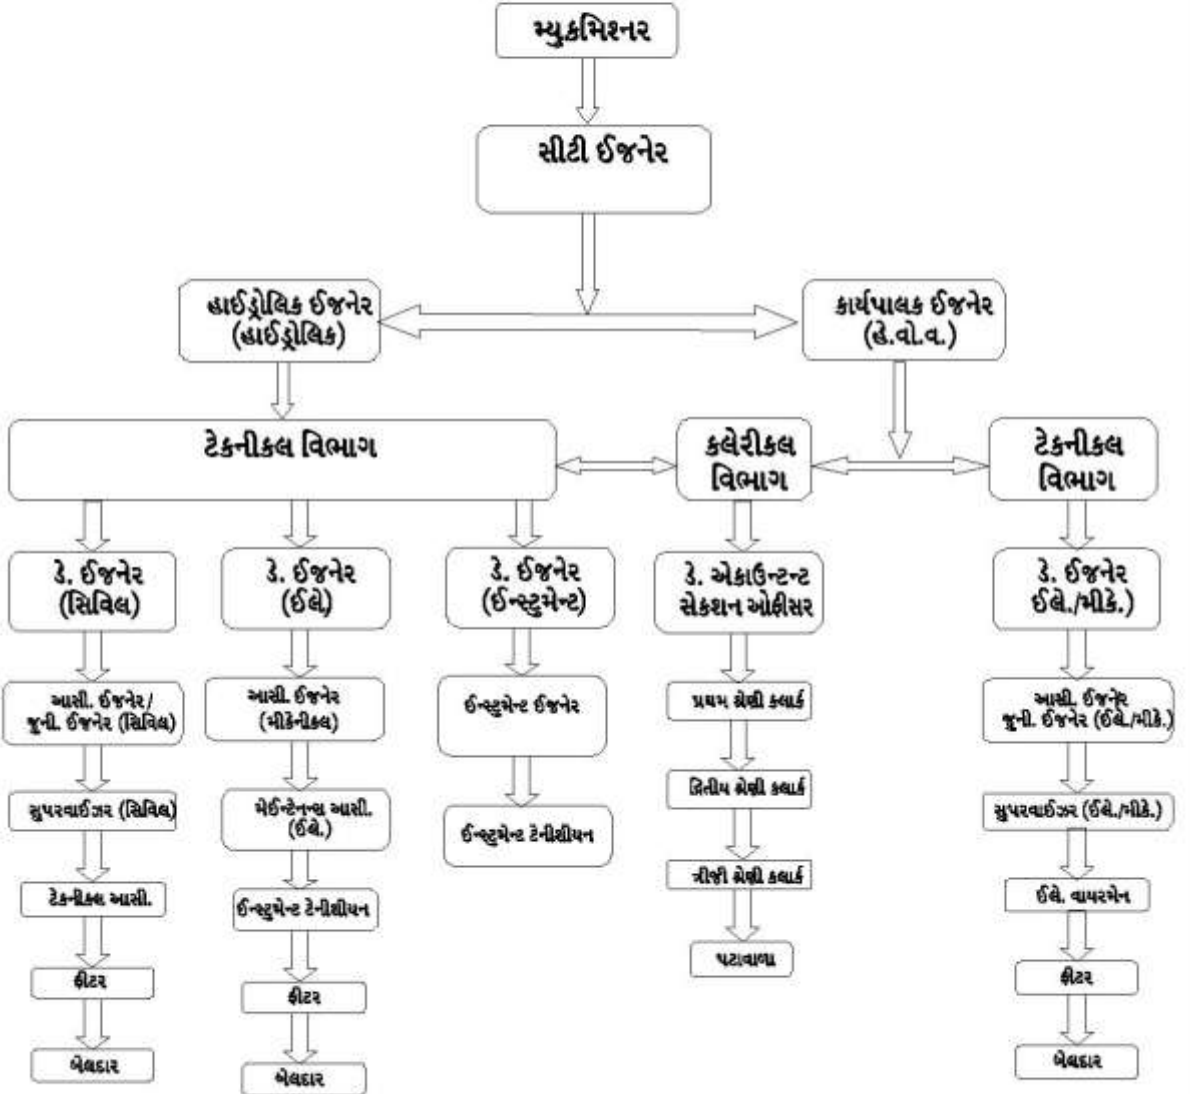 મ્યુ.કમિશ્નર
સીટી ઈજનેર
હાઈડ્રોલિક ઈજનેર
(હાઈડ્રોલિક)
કાર્યપાલક ઈજનેર
(હે.વો.વ.)
ટેકનીકલ વિભાગ
કલેરીકલ
વિભાગ
ટેકનીકલ
વિભાગ
ડે. ઈજનેર
(સિવિલ)
ડે. ઈજનેર
(ઈલે)
ડે. ઈજનેર
(ઈન્સ્ટુમેન્ટ)
ડે. એકાઉન્ટન્ટ
સેકશન ઓફીસર
ડે. ઈજનેર
ઈલે./મીકે.)
આસી. ઈજનેર/
જુની. ઈજનેર (સિવિલ)
આસી. ઈજનેર
(મીકેનીકલ)
ઈન્સ્ટુમેન્ટ ઈજનેર
પ્રથમ શ્રેણી કલાર્ક
આસી. ઈજનેર
જુની. ઈજનેર (ઈલે./મીકે.)
સુપરવાઈઝર (સિવિલ)
મેઈન્ટેનન્સ આસી.
(ઈલે.)
ઈન્સ્ટુમેન્ટ ટેનીશીયન
દ્રિતીય શ્રેણી કલાર્ક
સુપરવાઈઝર (ઈલે./મીકે.)
ટેકનીકલ આસી.
ઈન્સ્ટુમેન્ટ ટેનીશીયન
ત્રીજી શ્રેણી કલાર્ક
ઈલે. વાયરમેન
ફીટર
ફીટર
પટાવાળા
ફીટર
બેલદાર
બેલદાર
બેલદાર